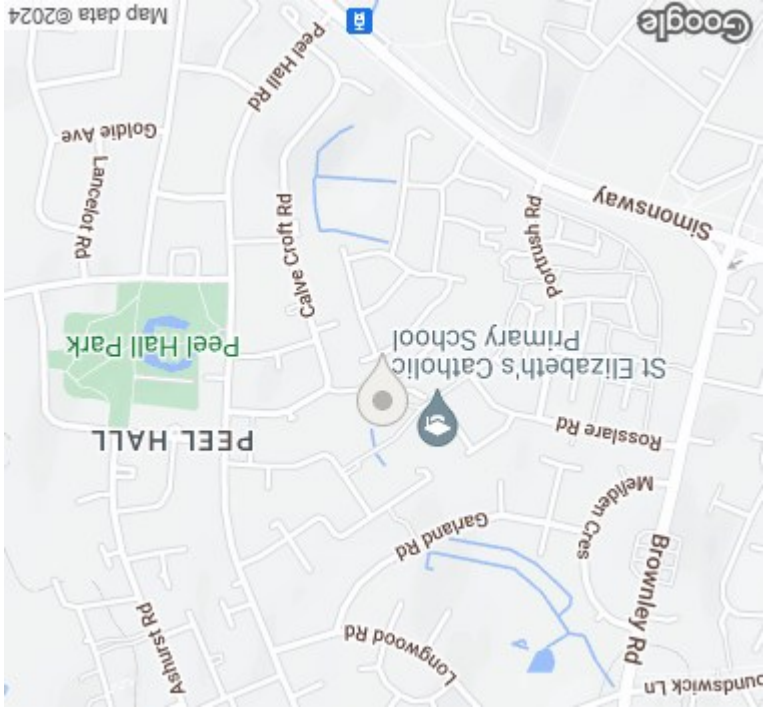 oundswick Ln
Longwood Rd
Ashurst Rd
Brownley Rd
Garland Rd
Meliden Cres
PEEL HALL
Rosslare Rd
St Elizabeth's Catholic
Primary School
Peel Hall Park
Calve Croft Rd
Portrush Rd
Simonsway
Lancelot Rd
Goldie Ave
Peel Hall Rd
Google
Map data ©2024